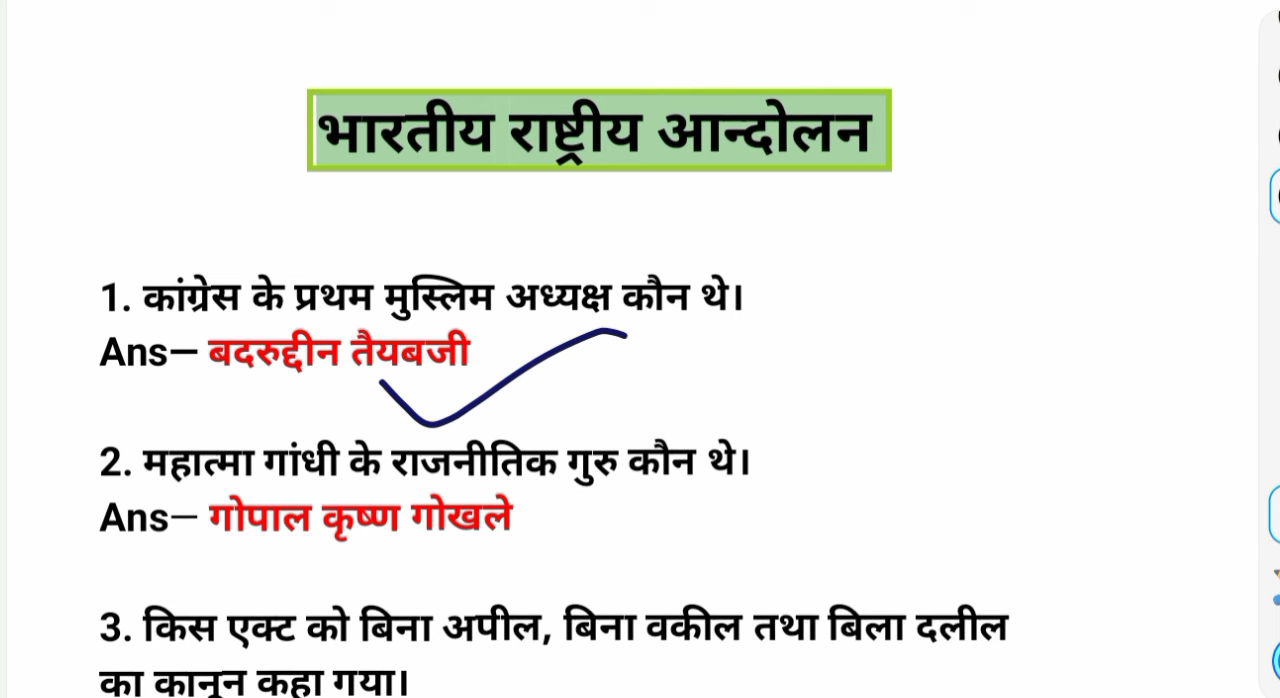 भारतीय राष्ट्रीय आन्दोलन
1. कांग्रेस के प्रथम मुस्लिम अध्यक्ष कौन थे।
Ans– बदरुद्दीन तैयबजी
2. महात्मा गांधी के राजनीतिक गुरु कौन थे।
Ans– गोपाल कृष्ण गोखले
3. किस एक्ट को बिना अपील, बिना वकील तथा बिला दलील
का कानून कहा गया।